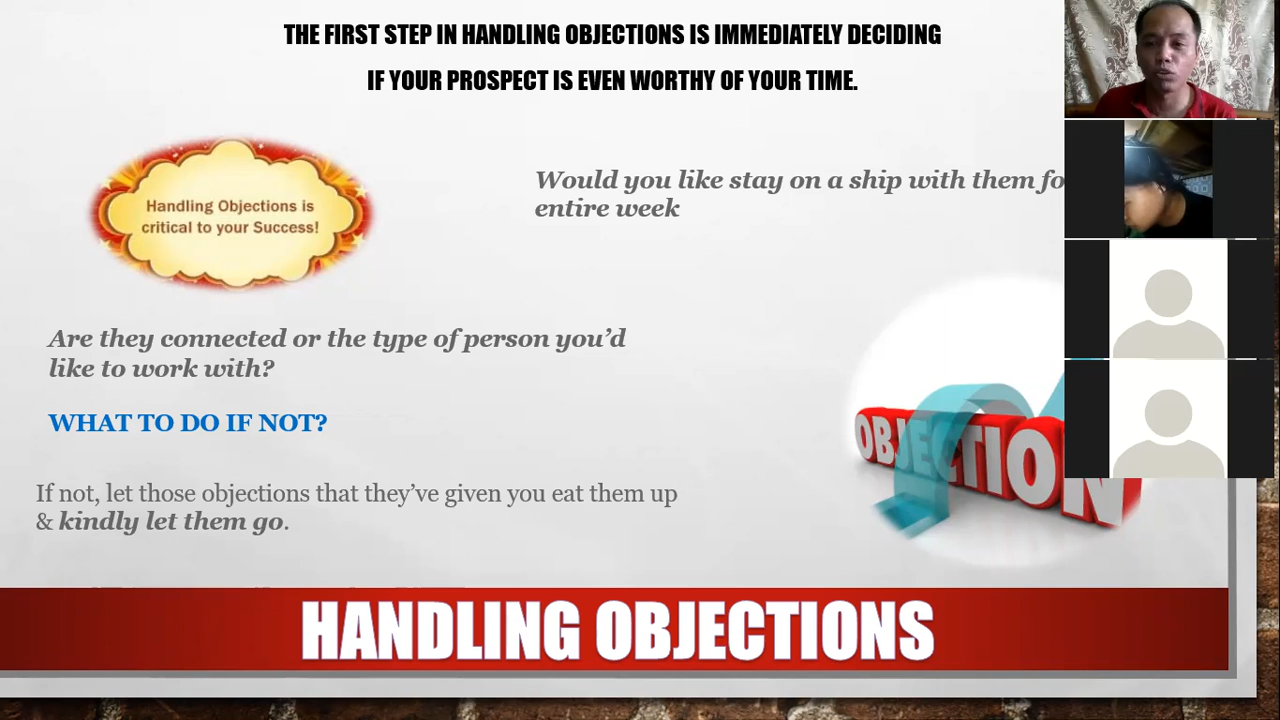 THE FIRST STEP IN HANDLING OBJECTIONS IS IMMEDIATELY DECIDING
IF YOUR PROSPECT IS EVEN WORTHY OF YOUR TIME.
Handling Objections is
critical to your Success!
Would you like stay on a ship with them fo
entire week
Are they connected or the type of person you’d
like to work with?
WHAT TO DO IF NOT?
If not, let those objections that they’ve given you eat them up
& kindly let them go.
OBJECTION
HANDLING OBJECTIONS